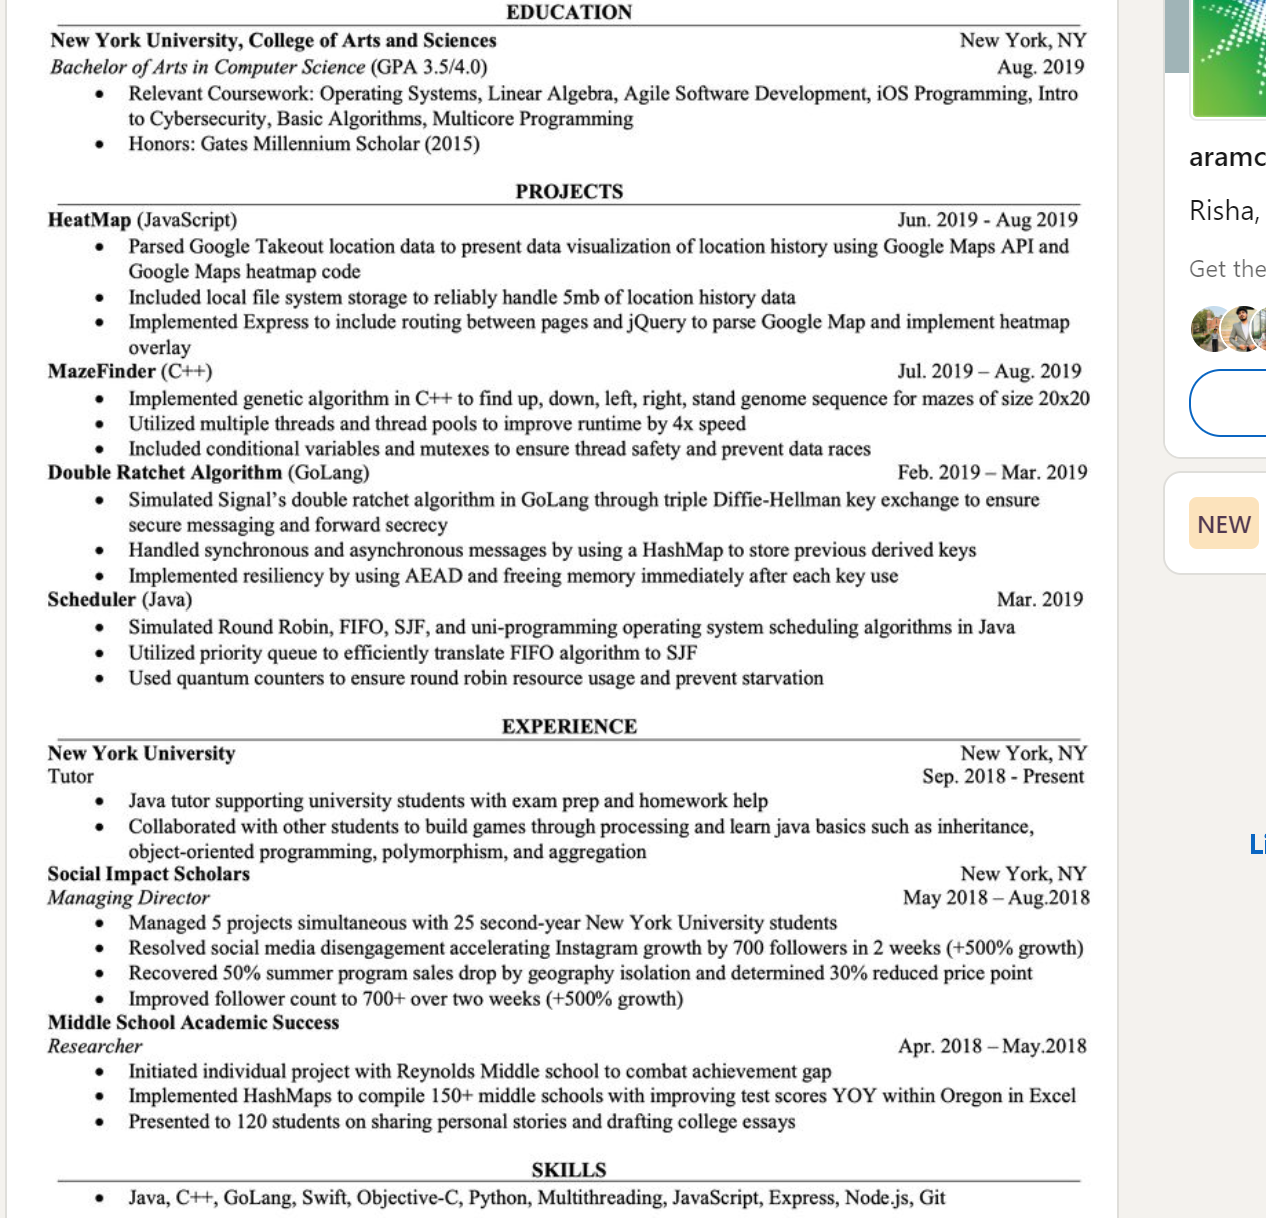 EDUCATION
New York University, College of Arts and Sciences New York, NY
Bachelor of Arts in Computer Science (GPA 3.5/4.0) Aug. 2019
• Relevant Coursework: Operating Systems, Linear Algebra, Agile Software Development, iOS Programming, Intro
to Cybersecurity, Basic Algorithms, Multicore Programming
• Honors: Gates Millennium Scholar (2015)
PROJECTS
HeatMap (JavaScript) Jun. 2019 - Aug 2019
• Parsed Google Takeout location data to present data visualization of location history using Google Maps API and
Google Maps heatmap code
• Included local file system storage to reliably handle 5mb of location history data
• Implemented Express to include routing between pages and jQuery to parse Google Map and implement heatmap
overlay
MazeFinder (C++) Jul. 2019 – Aug. 2019
• Implemented genetic algorithm in C++ to find up, down, left, right, stand genome sequence for mazes of size 20x20
• Utilized multiple threads and thread pools to improve runtime by 4x speed
• Included conditional variables and mutexes to ensure thread safety and prevent data races
Double Ratchet Algorithm (GoLang) Feb. 2019 – Mar. 2019
• Simulated Signal’s double ratchet algorithm in GoLang through triple Diffie-Hellman key exchange to ensure
secure messaging and forward secrecy
• Handled synchronous and asynchronous messages by using a HashMap to store previous derived keys
• Implemented resiliency by using AEAD and freeing memory immediately after each key use
Scheduler (Java) Mar. 2019
• Simulated Round Robin, FIFO, SJF, and uni-programming operating system scheduling algorithms in Java
• Utilized priority queue to efficiently translate FIFO algorithm to SJF
• Used quantum counters to ensure round robin resource usage and prevent starvation
EXPERIENCE
New York University New York, NY
Tutor Sep. 2018 - Present
• Java tutor supporting university students with exam prep and homework help
• Collaborated with other students to build games through processing and learn java basics such as inheritance,
object-oriented programming, polymorphism, and aggregation
Social Impact Scholars New York, NY
Managing Director May 2018 – Aug.2018
• Managed 5 projects simultaneous with 25 second-year New York University students
• Resolved social media disengagement accelerating Instagram growth by 700 followers in 2 weeks (+500% growth)
• Recovered 50% summer program sales drop by geography isolation and determined 30% reduced price point
• Improved follower count to 700+ over two weeks (+500% growth)
Middle School Academic Success
Researcher Apr. 2018 – May.2018
• Initiated individual project with Reynolds Middle school to combat achievement gap
• Implemented HashMaps to compile 150+ middle schools with improving test scores YOY within Oregon in Excel
• Presented to 120 students on sharing personal stories and drafting college essays
SKILLS
• Java, C++, GoLang, Swift, Objective-C, Python, Multithreading, JavaScript, Express, Node.js, Git
aramc
Risha,
Get the
NEW
Li